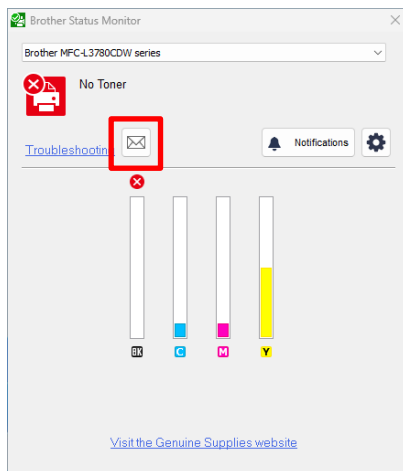 Brother Status Monitor
Brother MFC-L3780CDW series
No Toner
Troubleshooting
Notifications
BK C M Y
Visit the Genuine Supplies website